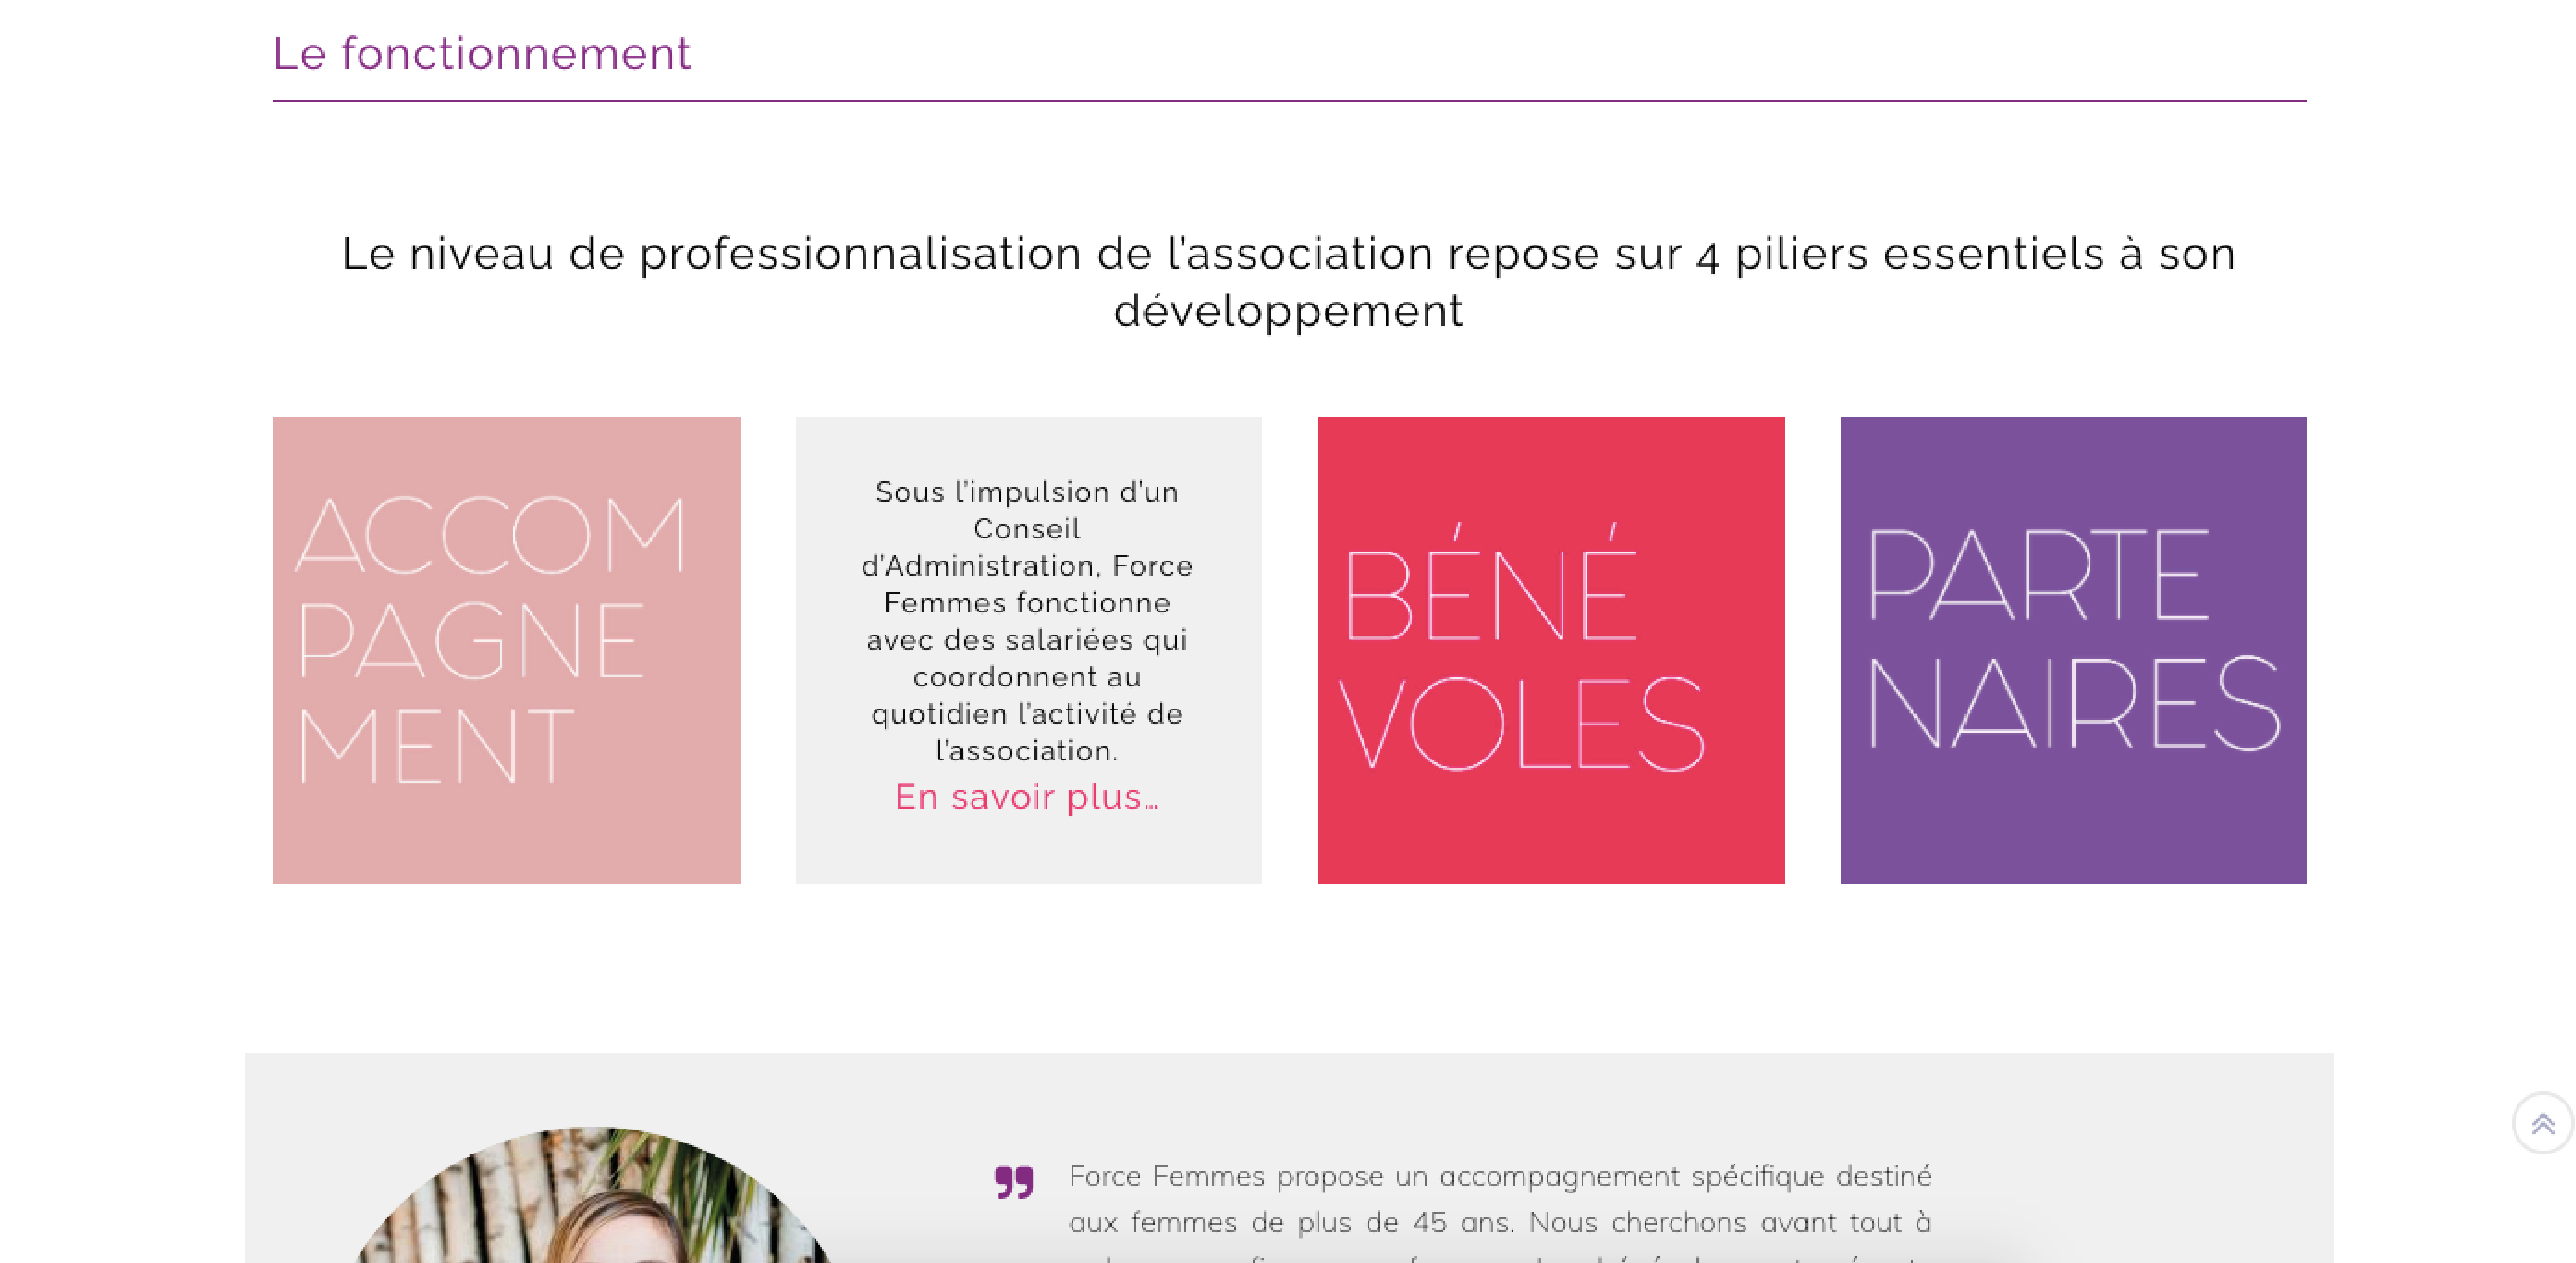 Le fonctionnement
Le niveau de professionnalisation de l'association repose sur 4 piliers essentiels à son
développement
ACCOM
PAGNE
MENT
Sous l'impulsion d'un
Conseil
d'Administration, Force
Femmes fonctionne
avec des salariées qui
coordonnent au
quotidien l'activité de
l'association.
En savoir plus…
BÉNÉ
VOLES
PARTE
NAIRES
Force Femmes propose un accompagnement spécifique destiné
aux femmes de plus de 45 ans. Nous cherchons avant tout à